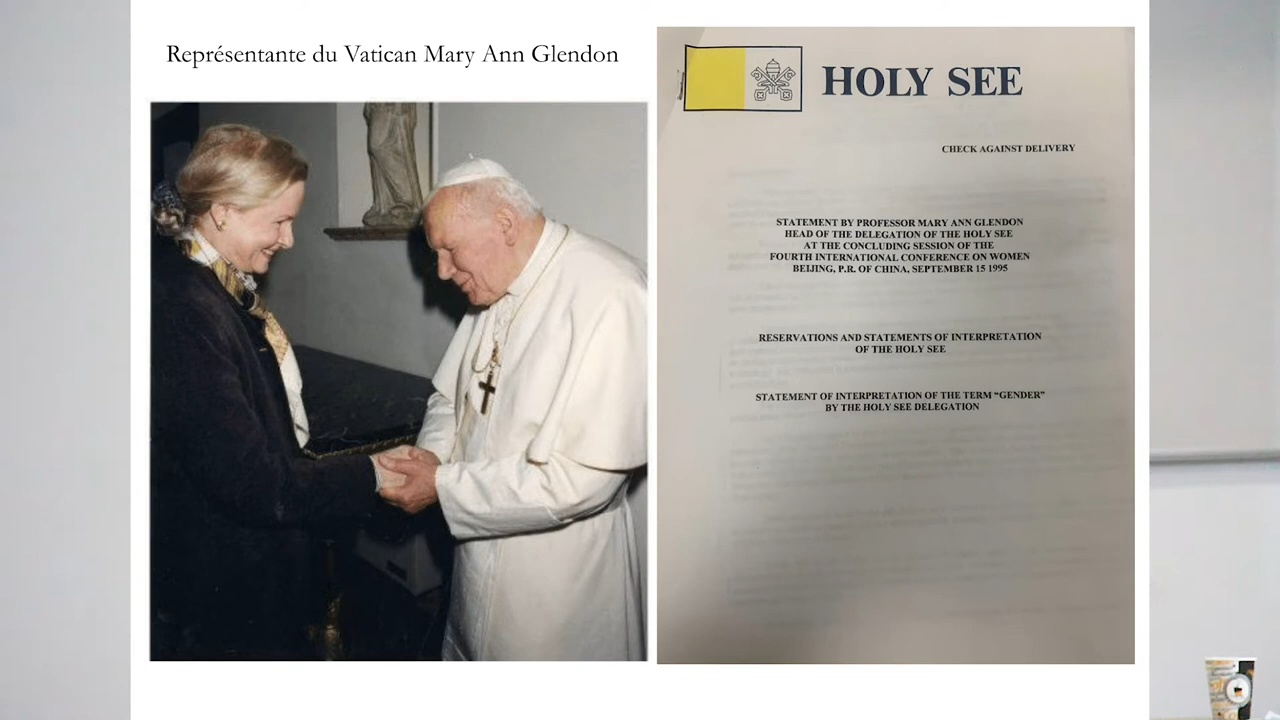 Représentante du Vatican Mary Ann Glendon
HOLY SEE
CHECK AGAINST DELIVERY
STATEMENT BY PROFESSOR MARY ANN GLENDON
HEAD OF THE DELEGATION OF THE HOLY SEE
AT THE CONCLUDING SESSION OF THE
FOURTH INTERNATIONAL CONFERENCE ON WOMEN
BEIJING, P.R. OF CHINA, SEPTEMBER 15 1995
RESERVATIONS AND STATEMENTS OF INTERPRETATION
OF THE HOLY SEE
STATEMENT OF INTERPRETATION OF THE TERM “GENDER”
BY THE HOLY SEE DELEGATION